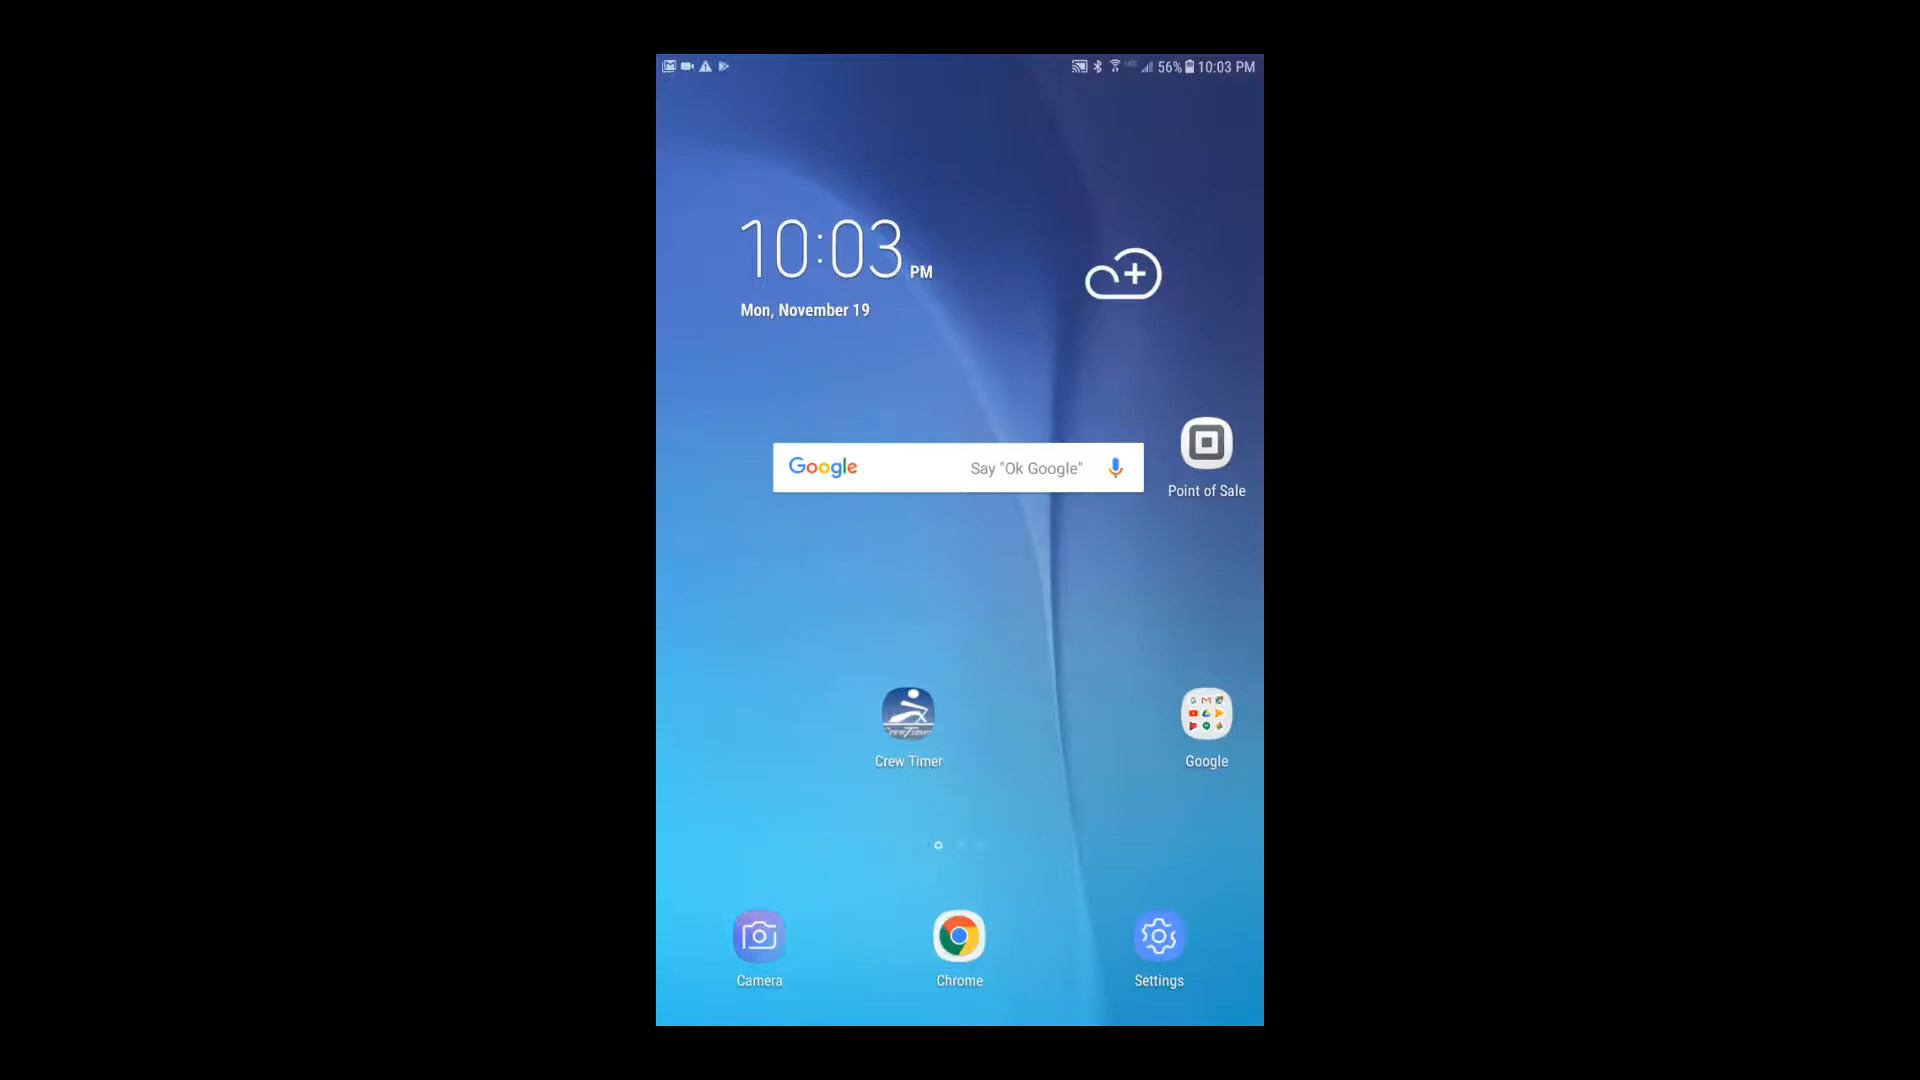 56% 10:03 PM
10:03 PM
Mon, November 19
Google Say "Ok Google"
Point of Sale
Crew Timer
Google
Camera
Chrome
Settings